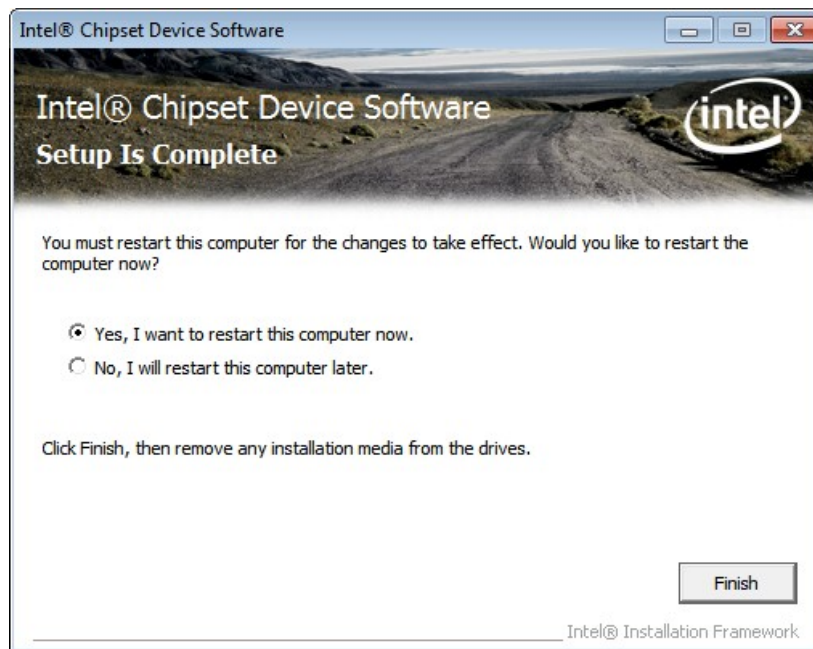 Intel® Chipset Device Software
Intel® Chipset Device Software
intel
Setup Is Complete
You must restart this computer for the changes to take effect. Would you like to restart the
computer now?
Yes, I want to restart this computer now.
No, I will restart this computer later.
Click Finish, then remove any installation media from the drives.
Finish
Intel® Installation Framework